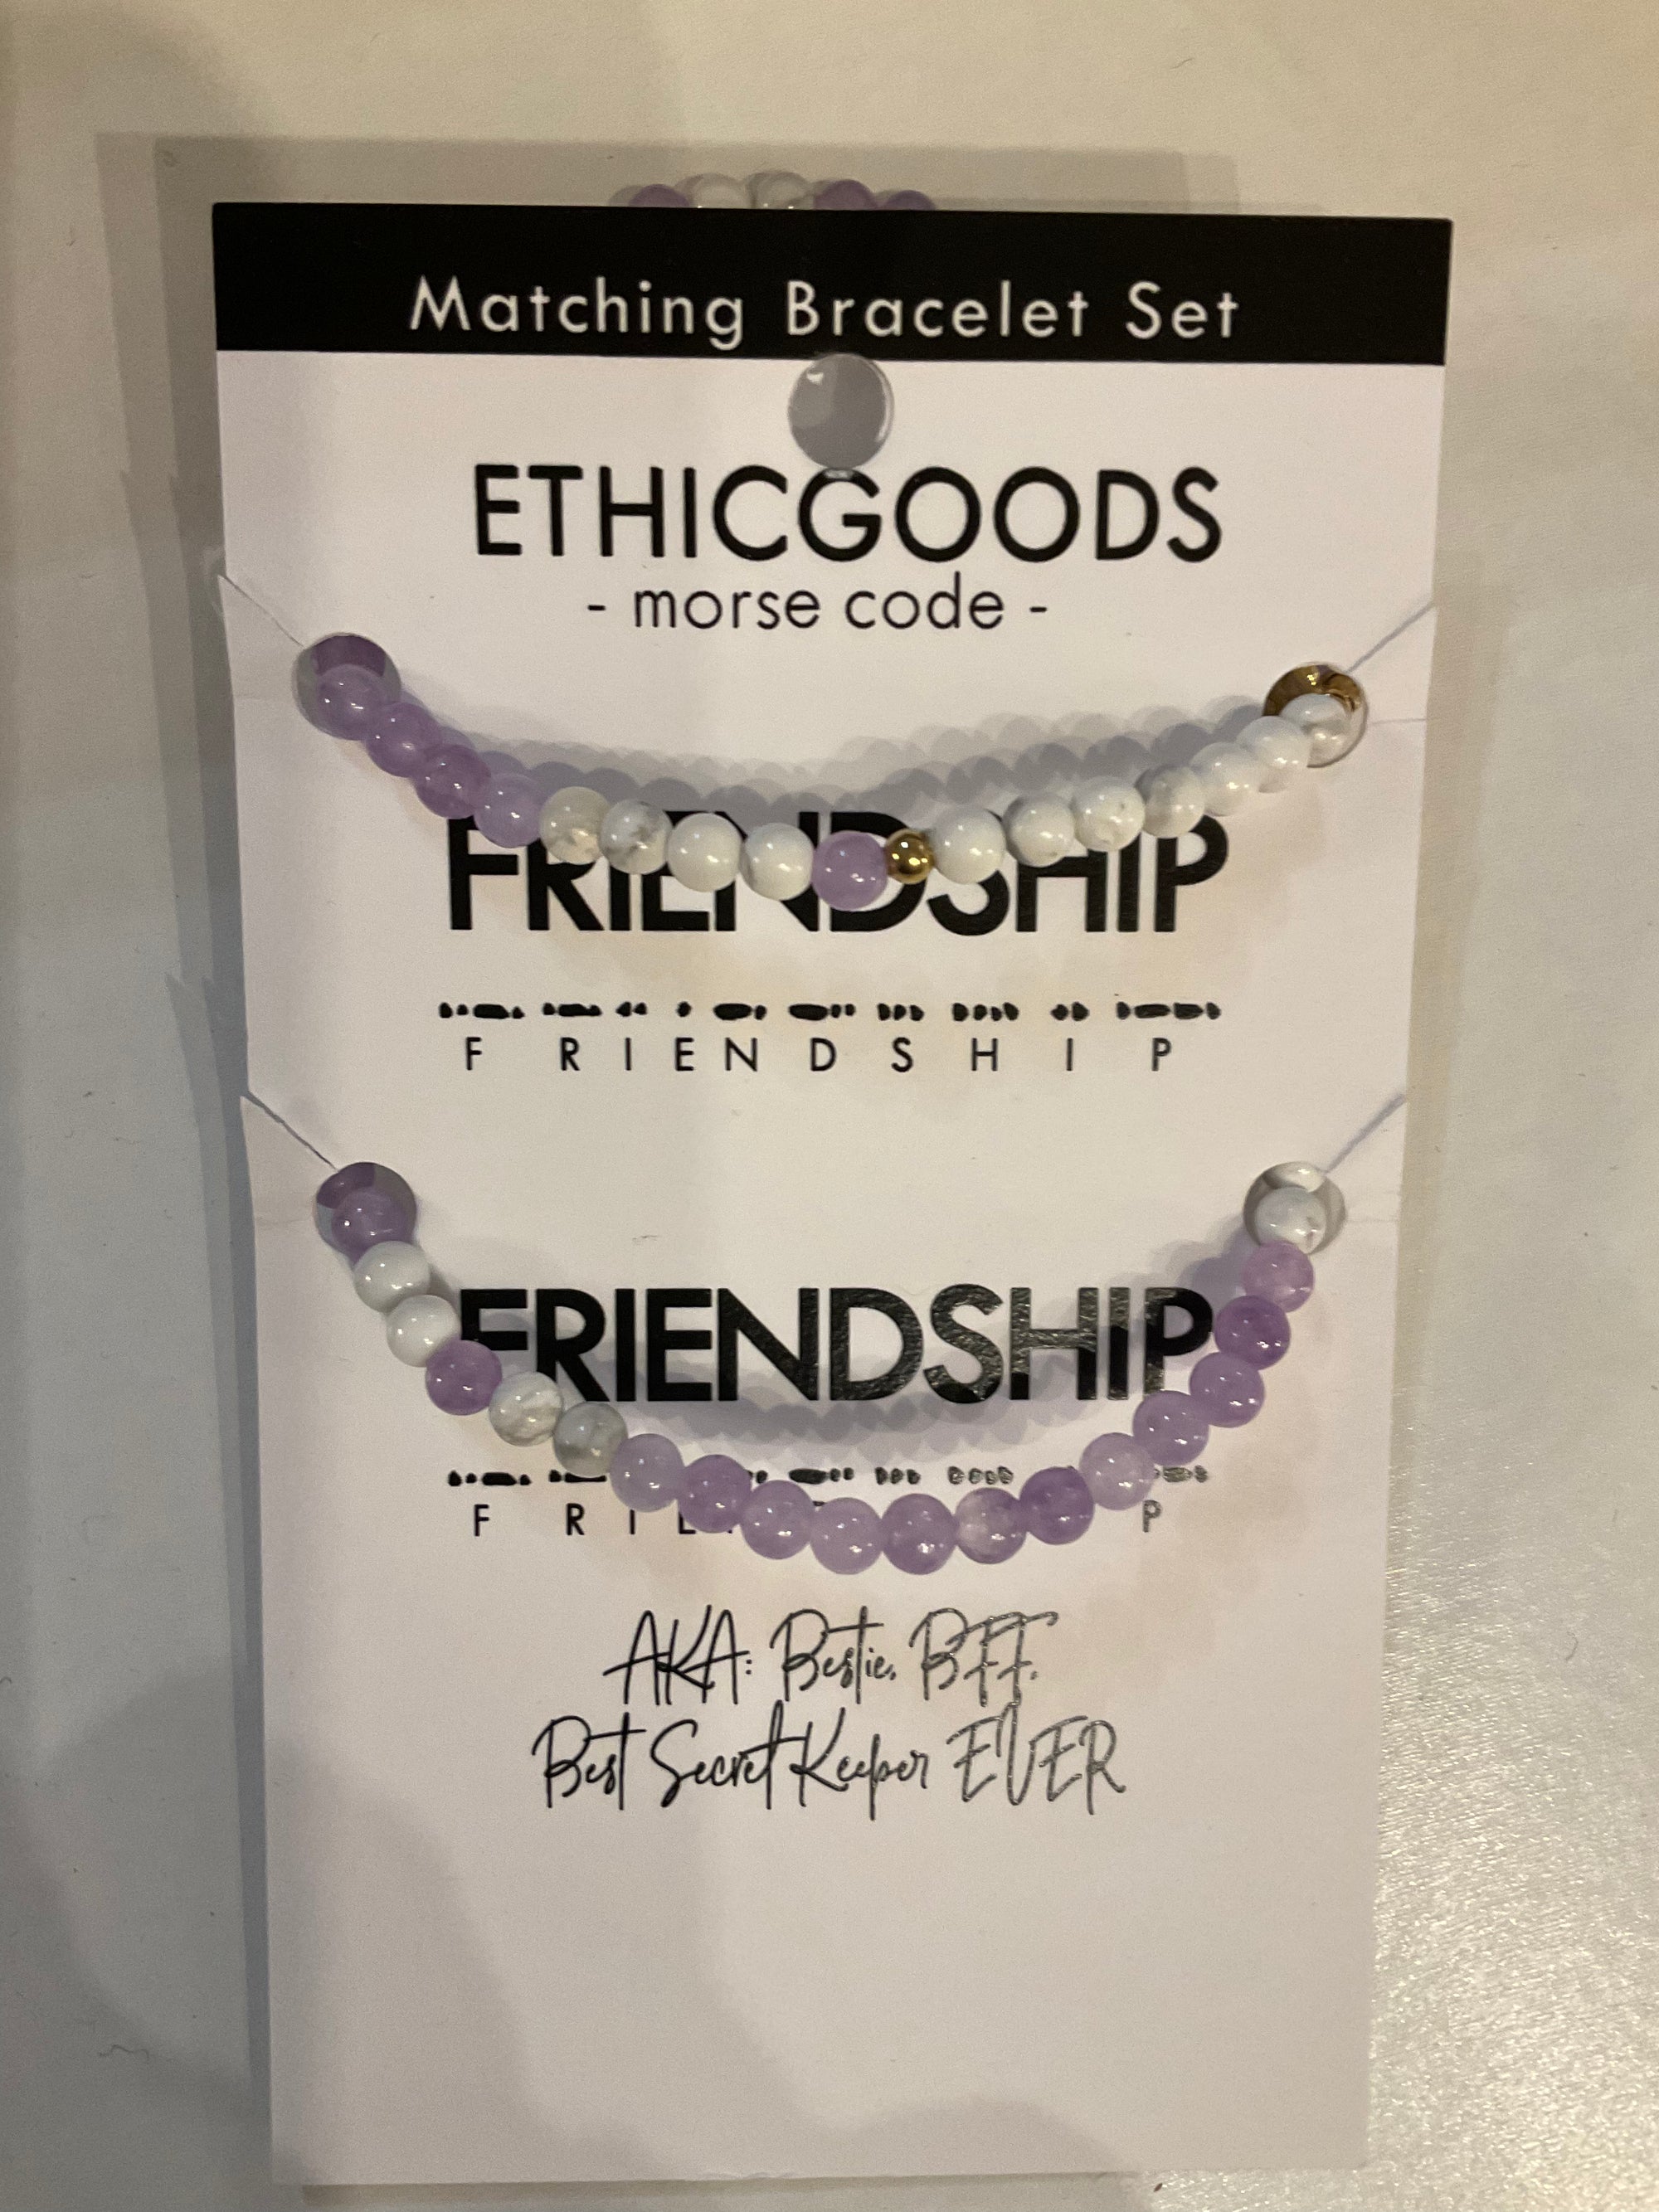 Matching Bracelet Set
ETHICGOODS
- morse code -
FRIENDSHIP
F R I E N D S H I P
FRIENDSHIP
F R I E P
AKA: Bestie, BFF,
Best Secret Keeper EVER